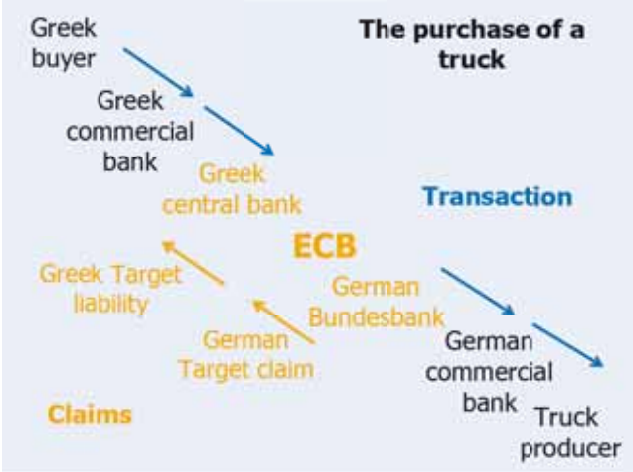 Greek
buyer
The purchase of a
truck
Greek
commercial
bank
Greek
central bank
Transaction
ECB
Greek Target
liability
German
Bundesbank
German
Target claim
German
commercial
bank
Claims
Truck
producer